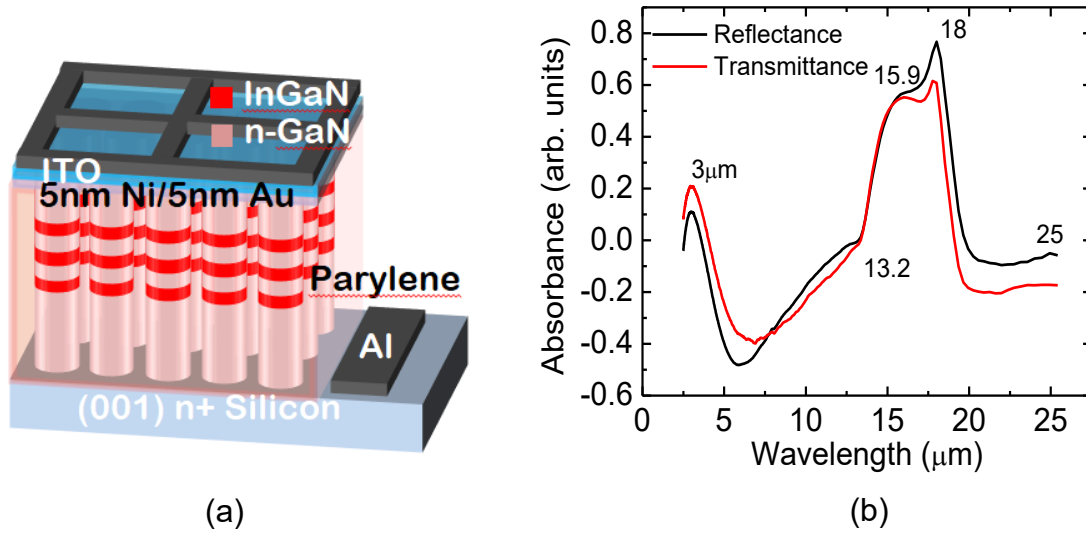 InGaN
n-GaN
ITO
5nm Ni/5nm Au
Parylene
Al
(001) n+ Silicon
(a)
Absorbance (arb. units)
0.8
0.6
0.4
0.2
0.0
-0.2
-0.4
-0.6
Reflectance
Transmittance
3μm
13.2
15.9
18
25
0
5
10
15
20
25
Wavelength (μm)
(b)